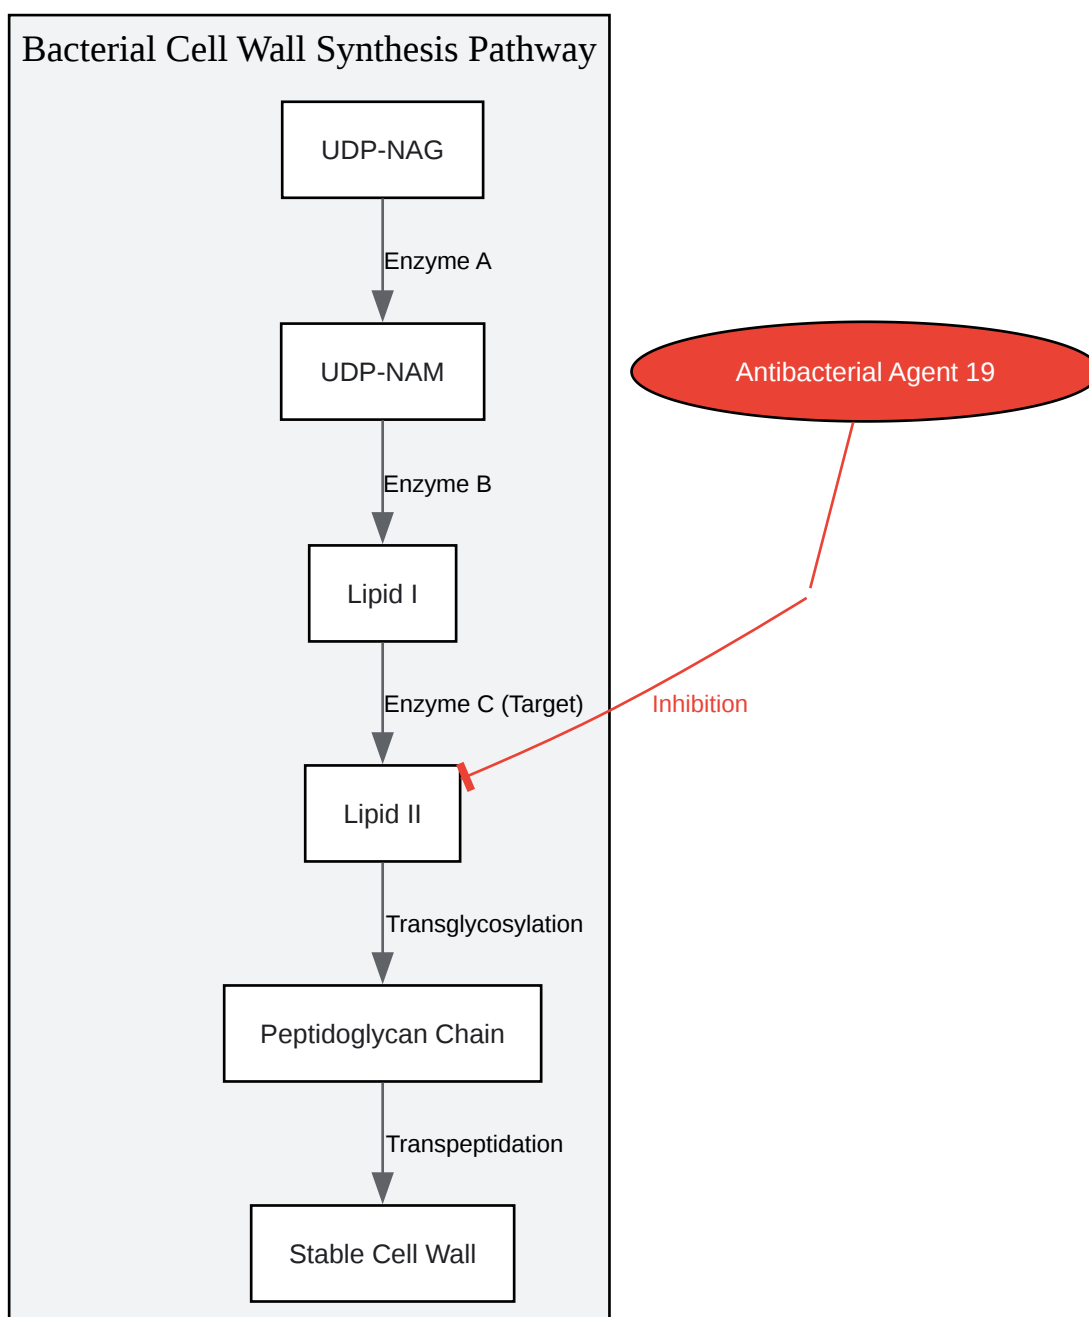 Bacterial Cell Wall Synthesis Pathway
UDP-NAG
Enzyme A
UDP-NAM
Antibacterial Agent 19
Enzyme B
Lipid I
Enzyme C (Target)
Inhibition
Lipid II
Transglycosylation
Peptidoglycan Chain
Transpeptidation
Stable Cell Wall